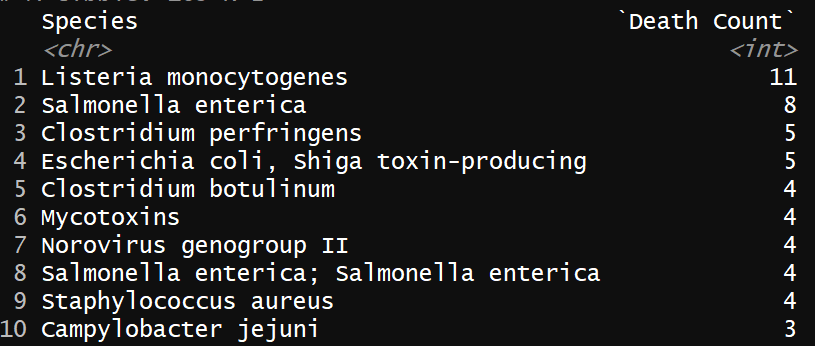 Species `Death Count`
<chr> <int>
1 Listeria monocytogenes 11
2 Salmonella enterica 8
3 Clostridium perfringens 5
4 Escherichia coli, Shiga toxin-producing 5
5 Clostridium botulinum 4
6 Mycotoxins 4
7 Norovirus genogroup II 4
8 Salmonella enterica; Salmonella enterica 4
9 Staphylococcus aureus 4
10 Campylobacter jejuni 3